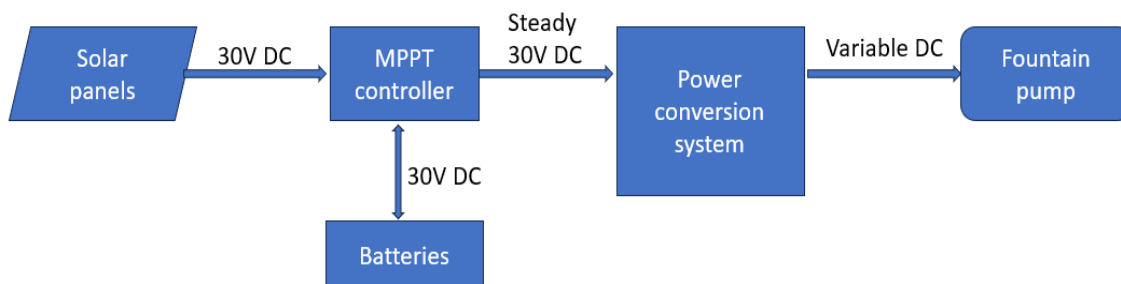 Solar
panels
30V DC
MPPT
controller
Steady
30V DC
Power
conversion
system
Variable DC
Fountain
pump
30V DC
Batteries